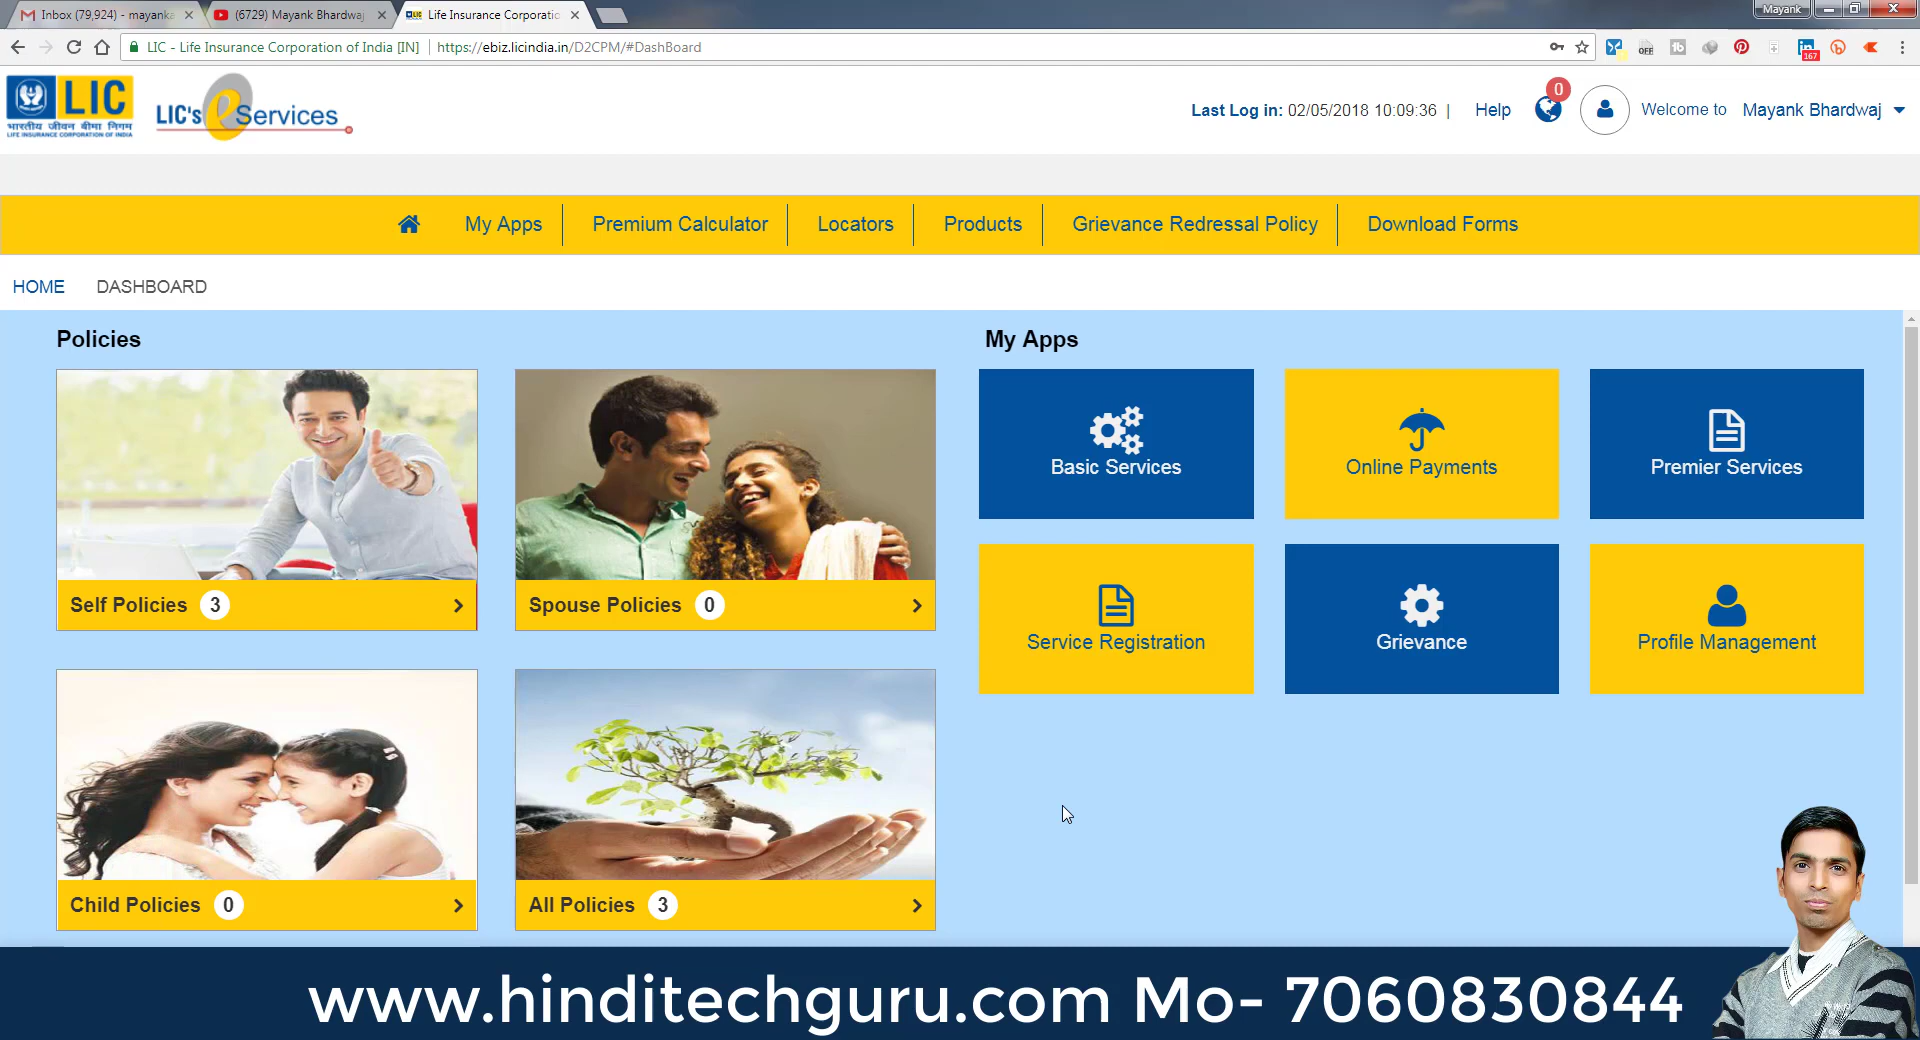 Inbox (79,924) - mayanka
(6729) Mayank Bhardwaj
Life Insurance Corporatio
Mayank
LIC - Life Insurance Corporation of India [IN]
https://ebiz.licindia.in/D2CPM/#DashBoard
OFF
167
LIC
भारतीय जीवन बीमा निगम
LIFE INSURANCE CORPORATION OF INDIA
LIC's eServices
Last Log in: 02/05/2018 10:09:36 |
Help
0
Welcome to
Mayank Bhardwaj
My Apps
Premium Calculator
Locators
Products
Grievance Redressal Policy
Download Forms
HOME
DASHBOARD
Policies
Self Policies 3
Spouse Policies 0
Child Policies 0
All Policies 3
My Apps
Basic Services
Online Payments
Premier Services
Service Registration
Grievance
Profile Management
www.hinditechguru.com Mo- 7060830844